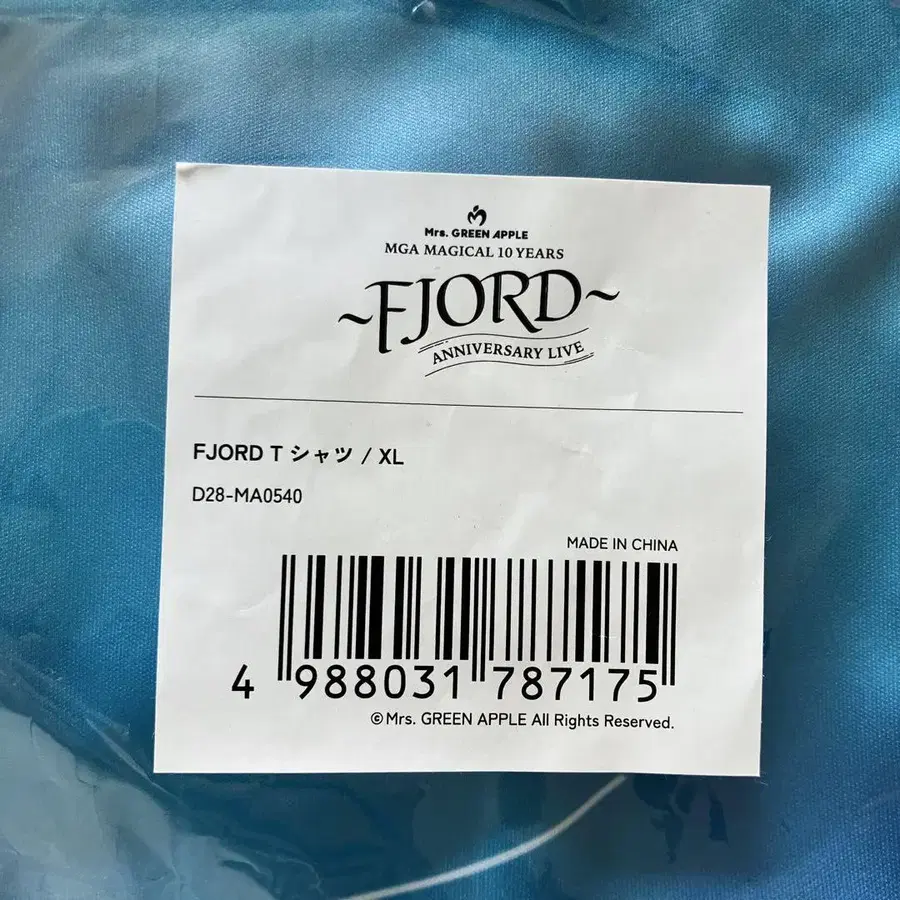 Mrs. GREEN APPLE
MGA MAGICAL 10 YEARS
~FJORD~
ANNIVERSARY LIVE
FJORD T シャツ / XL
D28-MA0540
MADE IN CHINA
4 988031 787175
©Mrs. GREEN APPLE All Rights Reserved.